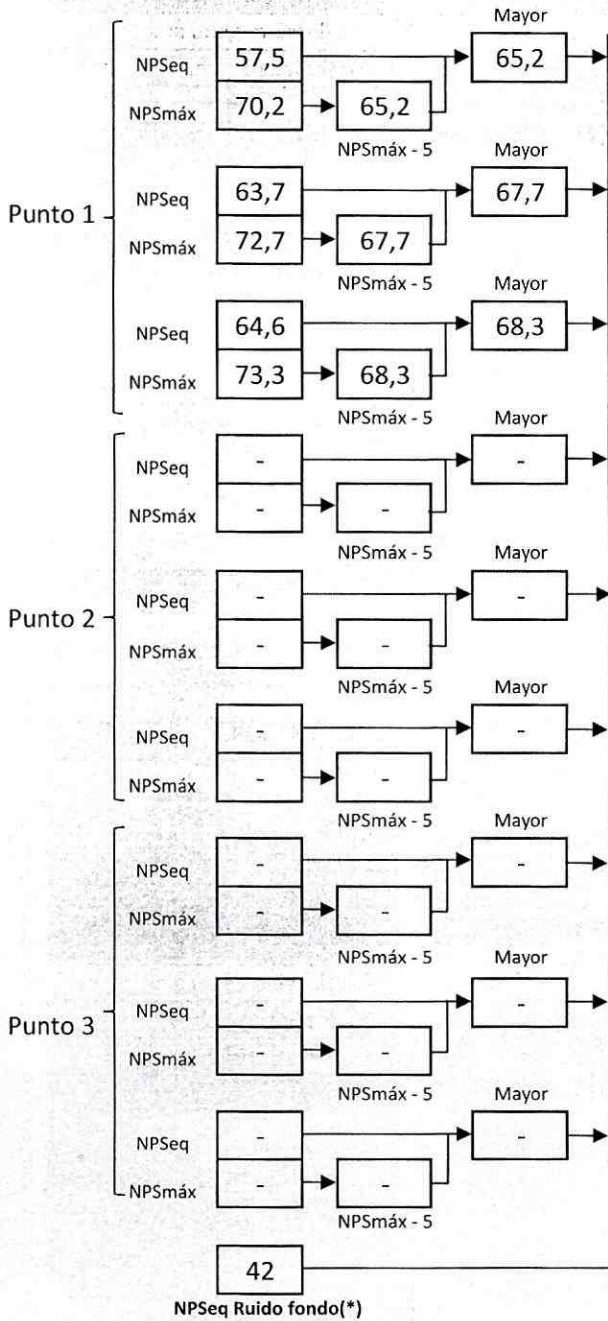 Mayor
NPSeq 57,5 65,2
NPSmáx 70,2 65,2
NPSmáx - 5
Mayor
NPSeq 63,7 67,7
Punto 1
NPSmáx 72,7 67,7
NPSmáx - 5
Mayor
NPSeq 64,6 68,3
NPSmáx 73,3 68,3
NPSmáx - 5
Mayor
NPSeq - -
NPSmáx - -
NPSmáx - 5
Mayor
NPSeq - -
Punto 2
NPSmáx - -
NPSmáx - 5
Mayor
NPSeq - -
NPSmáx - -
NPSmáx - 5
Mayor
NPSeq - -
NPSmáx - -
NPSmáx - 5
Mayor
NPSeq - -
Punto 3
NPSmáx - -
NPSmáx - 5
Mayor
NPSeq - -
NPSmáx - -
NPSmáx - 5
42
NPSeq Ruido fondo(*)